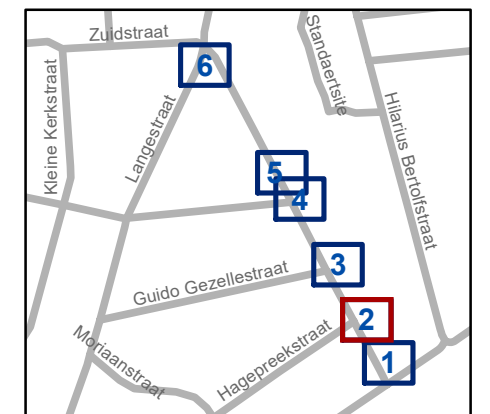 Zuidstraat
Standaertsite
6
Kleine Kerkstraat
Langestraat
Hilarius Bertolfstraat
5
4
3
Guido Gezellestraat
2
Moriaanstraat
Hagepreekstraat
1